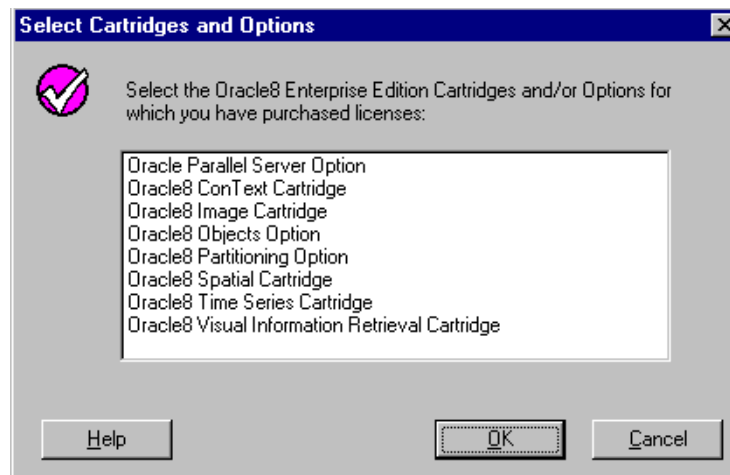 Select Cartridges and Options
Select the Oracle8 Enterprise Edition Cartridges and/or Options for
which you have purchased licenses:
Oracle Parallel Server Option
Oracle8 ConText Cartridge
Oracle8 Image Cartridge
Oracle8 Objects Option
Oracle8 Partitioning Option
Oracle8 Spatial Cartridge
Oracle8 Time Series Cartridge
Oracle8 Visual Information Retrieval Cartridge
Help OK Cancel